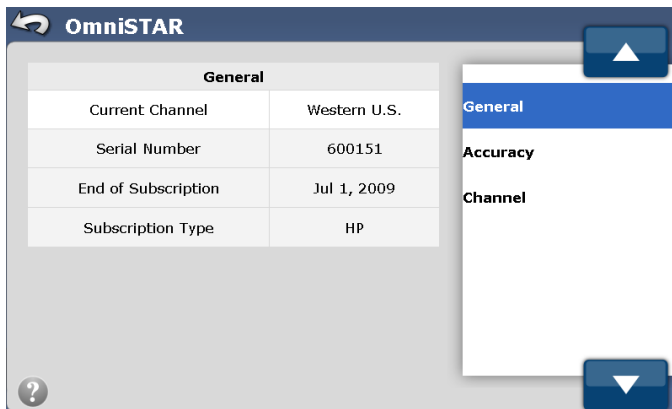 OmniSTAR
General
Current Channel Western U.S.
Serial Number 600151
End of Subscription Jul 1, 2009
Subscription Type HP
General
Accuracy
Channel
?